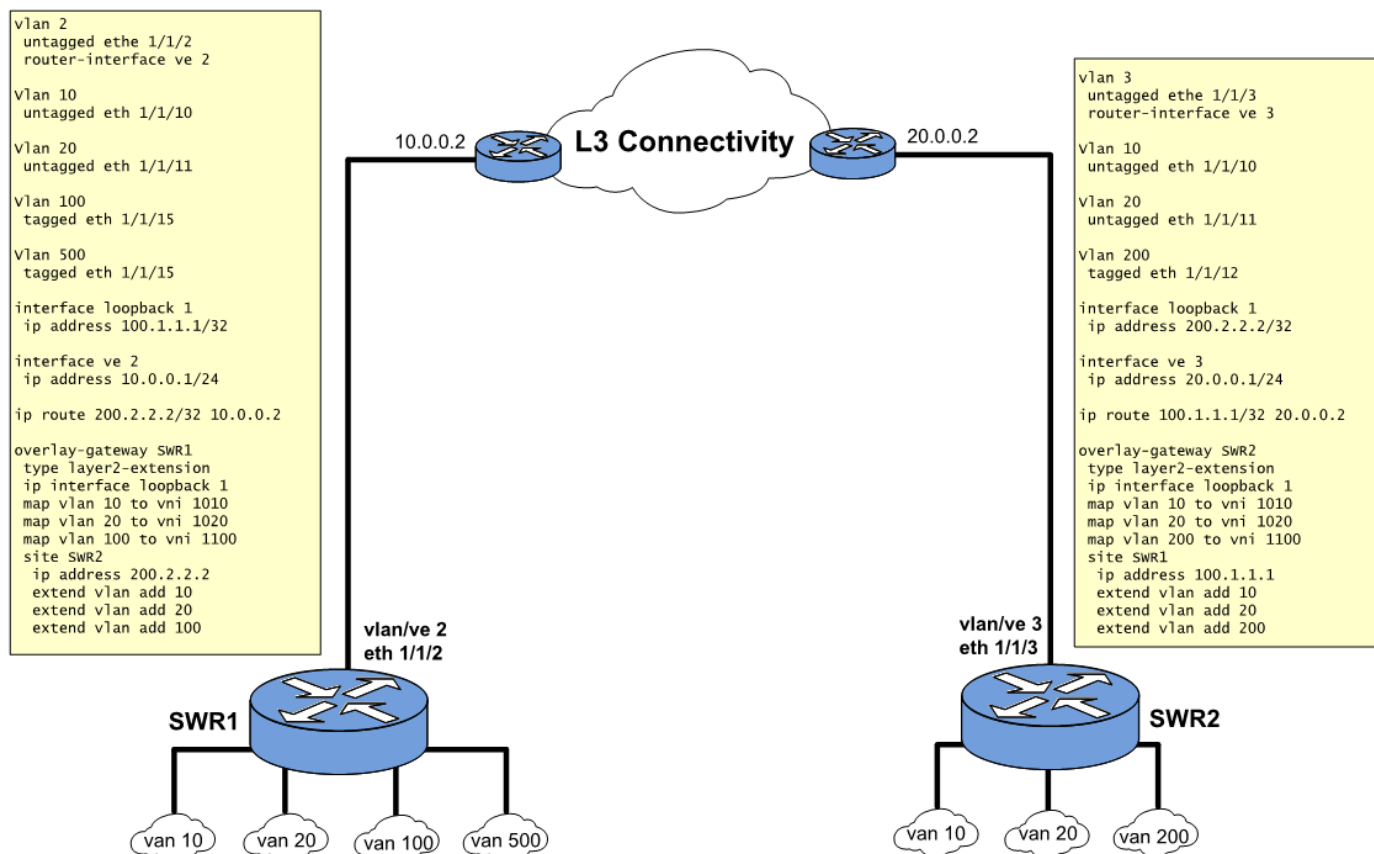 vlan 2
untagged ethe 1/1/2
router-interface ve 2
vlan 10
untagged eth 1/1/10
vlan 20
untagged eth 1/1/11
vlan 100
tagged eth 1/1/15
vlan 500
tagged eth 1/1/15
interface loopback 1
ip address 100.1.1.1/32
interface ve 2
ip address 10.0.0.1/24
ip route 200.2.2.2/32 10.0.0.2
overlay-gateway SWR1
type layer2-extension
ip interface loopback 1
map vlan 10 to vni 1010
map vlan 20 to vni 1020
map vlan 100 to vni 1100
site SWR2
ip address 200.2.2.2
extend vlan add 10
extend vlan add 20
extend vlan add 100
10.0.0.2
L3 Connectivity
20.0.0.2
vlan 3
untagged ethe 1/1/3
router-interface ve 3
vlan 10
untagged eth 1/1/10
vlan 20
untagged eth 1/1/11
vlan 200
tagged eth 1/1/12
interface loopback 1
ip address 200.2.2.2/32
interface ve 3
ip address 20.0.0.1/24
ip route 100.1.1.1/32 20.0.0.2
overlay-gateway SWR2
type layer2-extension
ip interface loopback 1
map vlan 10 to vni 1010
map vlan 20 to vni 1020
map vlan 200 to vni 1100
site SWR1
ip address 100.1.1.1
extend vlan add 10
extend vlan add 20
extend vlan add 200
vlan/ve 2
eth 1/1/2
vlan/ve 3
eth 1/1/3
SWR1
SWR2
van 10
van 20
van 100
van 500
van 10
van 20
van 200